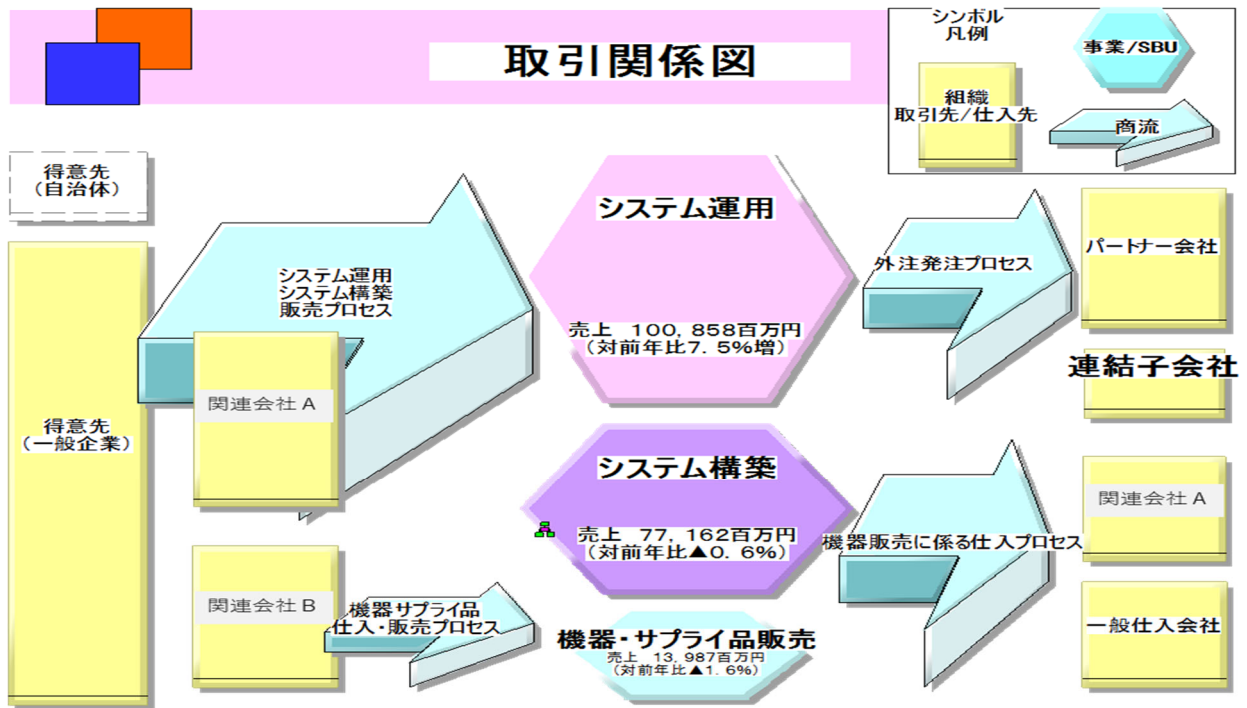 取引関係図
シンボル
凡例
事業/SBU
組織
取引先/仕入先
商流
得意先
（自治体）
得意先
（一般企業）
システム運用
システム構築
販売プロセス
関連会社A
関連会社B
機器サプライ品
仕入・販売プロセス
システム運用
売上 100，858百万円
（対前年比7．5%増）
システム構築
売上 77，162百万円
（対前年比▲0．6%）
機器・サプライ品販売
売上 13，987百万円
（対前年比▲1．6%）
外注発注プロセス
機器販売に係る仕入プロセス
パートナー会社
連結子会社
関連会社A
一般仕入会社